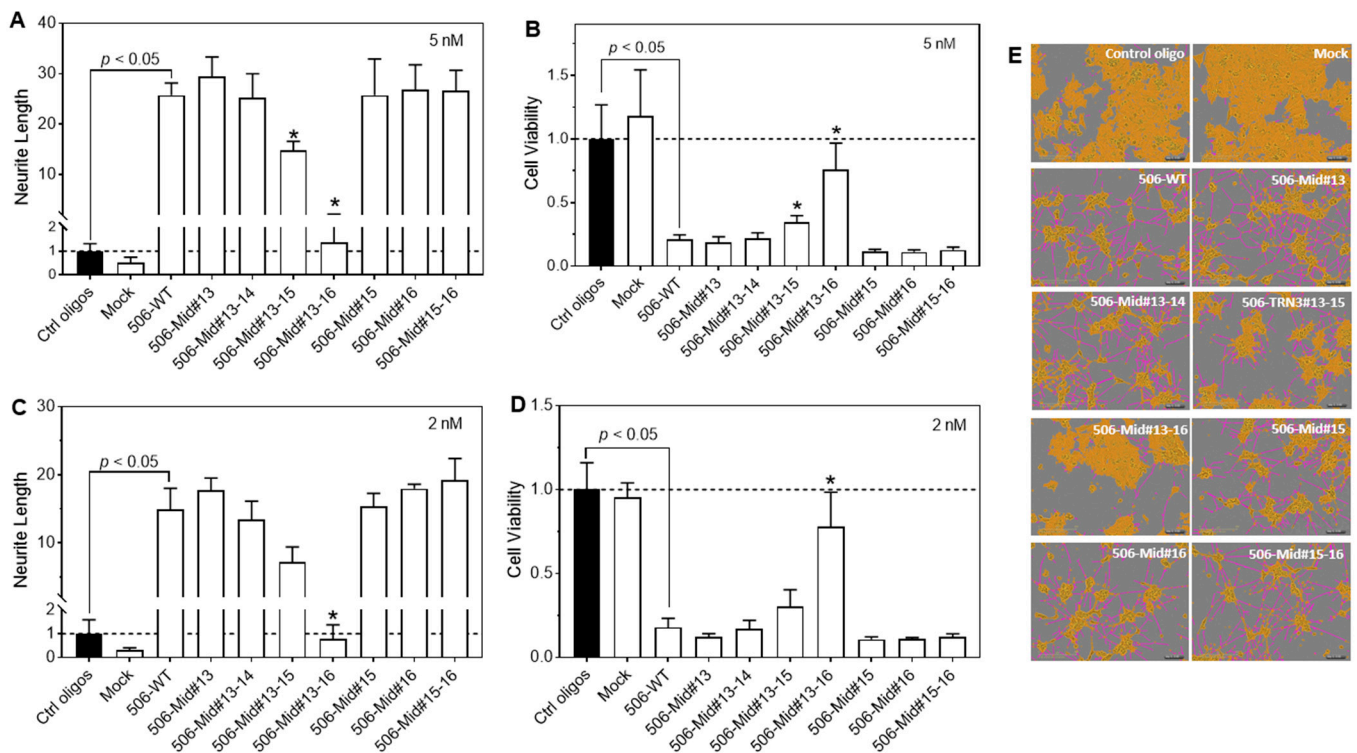 A
5 nM
p < 0.05
Neurite Length
40
30
20
10
2
1
0
*
*
Ctrl oligos
Mock
506-WT
506-Mid#13
506-Mid#13-14
506-Mid#13-15
506-Mid#13-16
506-Mid#15
506-Mid#16
506-Mid#15-16
B
5 nM
p < 0.05
Cell Viability
1.5
1.0
0.5
0.0
*
*
Ctrl oligos
Mock
506-WT
506-Mid#13
506-Mid#13-14
506-Mid#13-15
506-Mid#13-16
506-Mid#15
506-Mid#16
506-Mid#15-16
C
2 nM
p < 0.05
Neurite Length
30
20
10
2
1
0
*
Ctrl oligos
Mock
506-WT
506-Mid#13
506-Mid#13-14
506-Mid#13-15
506-Mid#13-16
506-Mid#15
506-Mid#16
506-Mid#15-16
D
2 nM
p < 0.05
Cell Viability
1.5
1.0
0.5
0.0
*
Ctrl oligos
Mock
506-WT
506-Mid#13
506-Mid#13-14
506-Mid#13-15
506-Mid#13-16
506-Mid#15
506-Mid#16
506-Mid#15-16
E
Control oligo
Mock
506-WT
506-Mid#13
506-Mid#13-14
506-TRN3#13-15
506-Mid#13-16
506-Mid#15
506-Mid#16
506-Mid#15-16